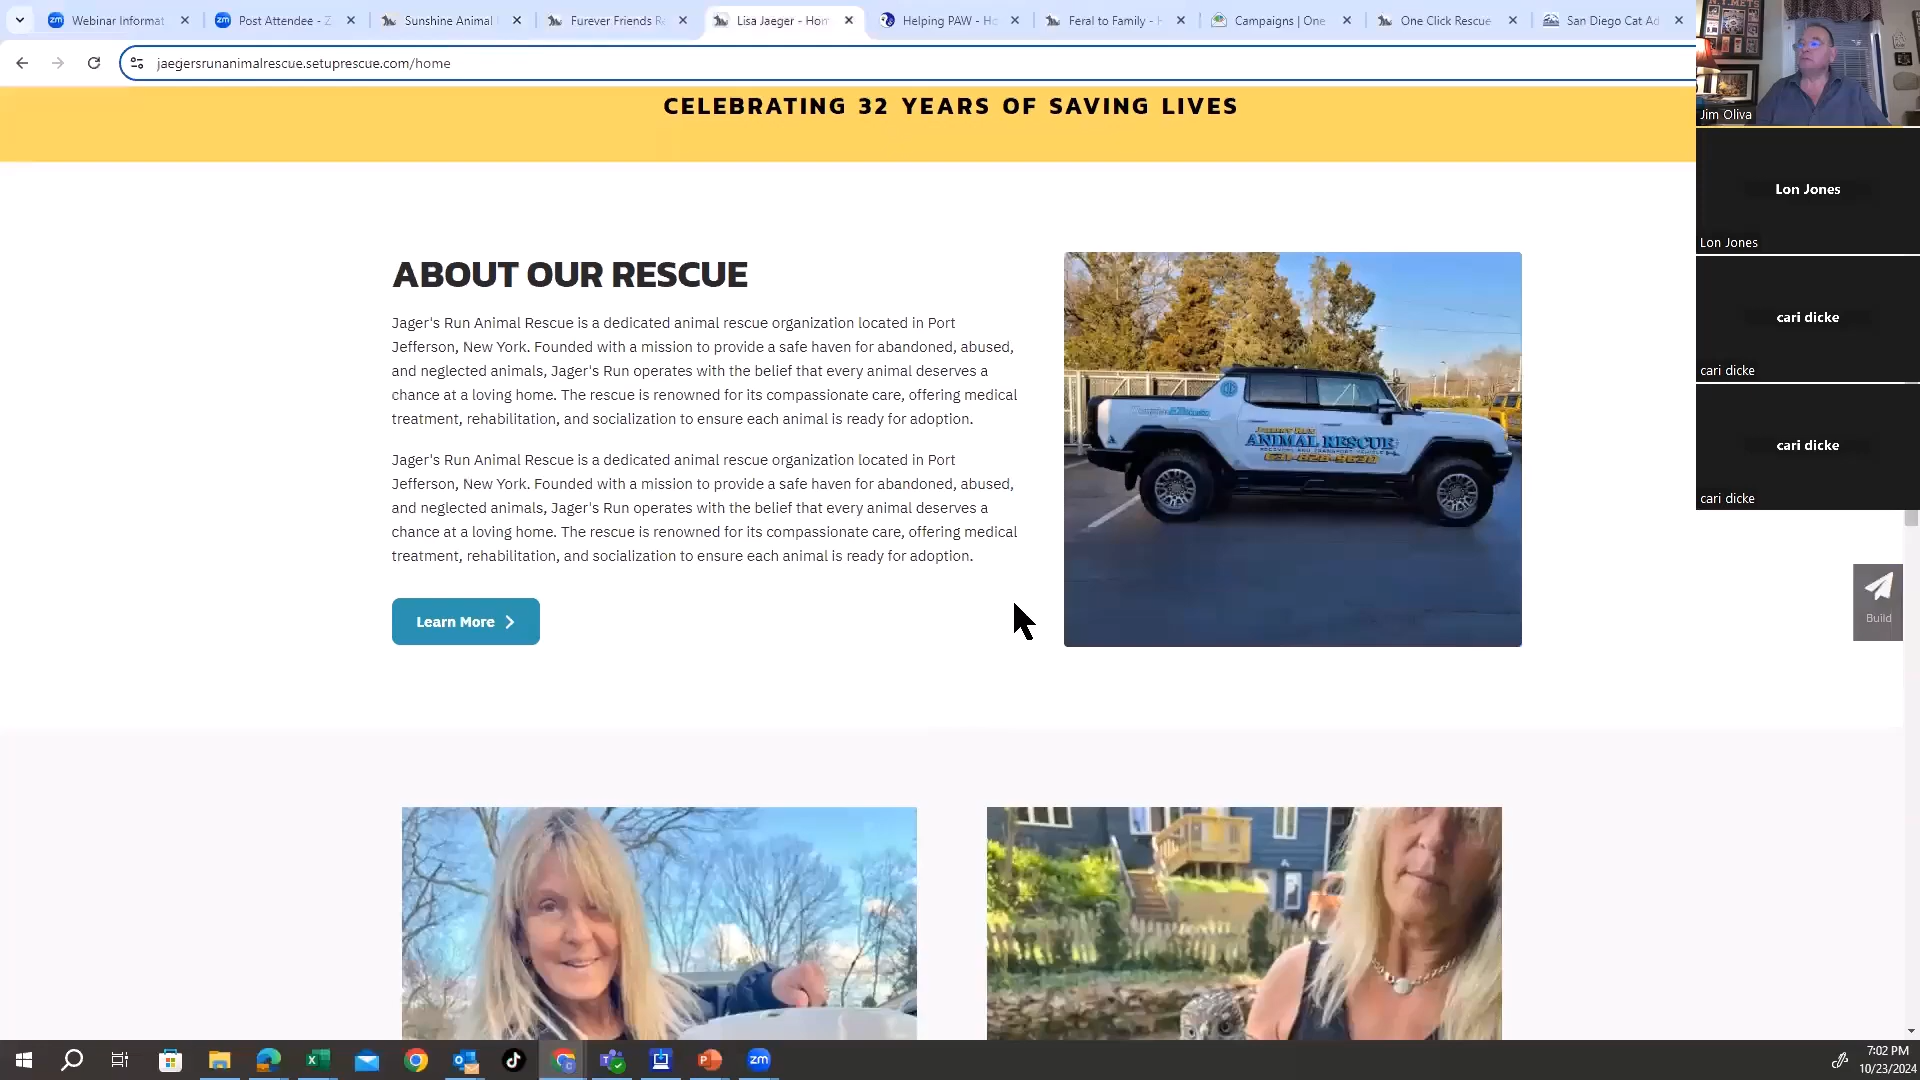 Webinar Informat
Post Attendee - Z
Sunshine Animal
Furever Friends Re
Lisa Jaeger - Hom
Helping PAW - Ho
Feral to Family - H
Campaigns | One
One Click Rescue
San Diego Cat Ad
jaegersrunanimalrescue.setuprescue.com/home
CELEBRATING 32 YEARS OF SAVING LIVES
ABOUT OUR RESCUE
Jager's Run Animal Rescue is a dedicated animal rescue organization located in Port
Jefferson, New York. Founded with a mission to provide a safe haven for abandoned, abused,
and neglected animals, Jager's Run operates with the belief that every animal deserves a
chance at a loving home. The rescue is renowned for its compassionate care, offering medical
treatment, rehabilitation, and socialization to ensure each animal is ready for adoption.
Jager's Run Animal Rescue is a dedicated animal rescue organization located in Port
Jefferson, New York. Founded with a mission to provide a safe haven for abandoned, abused,
and neglected animals, Jager's Run operates with the belief that every animal deserves a
chance at a loving home. The rescue is renowned for its compassionate care, offering medical
treatment, rehabilitation, and socialization to ensure each animal is ready for adoption.
Learn More
ANIMAL RESCUE
631-828-9620
N.Y. METS
Jim Oliva
Lon Jones
Lon Jones
cari dicke
cari dicke
cari dicke
cari dicke
Build
zm
7:02 PM
10/23/2024